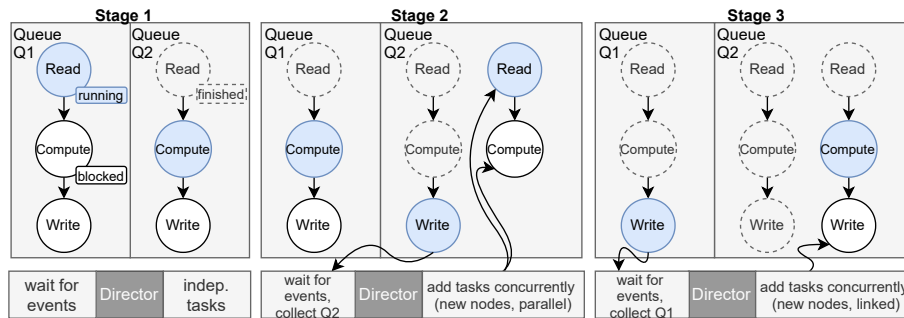 Stage 1
Queue
Q1
Queue
Q2
Read
running
Read
finished
Compute
blocked
Compute
Write
Write
wait for
events
Director
indep.
tasks
Stage 2
Queue
Q1
Queue
Q2
Read
Read
Read
Compute
Compute
Compute
Write
Write
wait for
events,
collect Q2
Director
add tasks concurrently
(new nodes, parallel)
Stage 3
Queue
Q1
Queue
Q2
Read
Read
Read
Compute
Compute
Compute
Write
Write
Write
wait for
events,
collect Q1
Director
add tasks concurrently
(new nodes, linked)